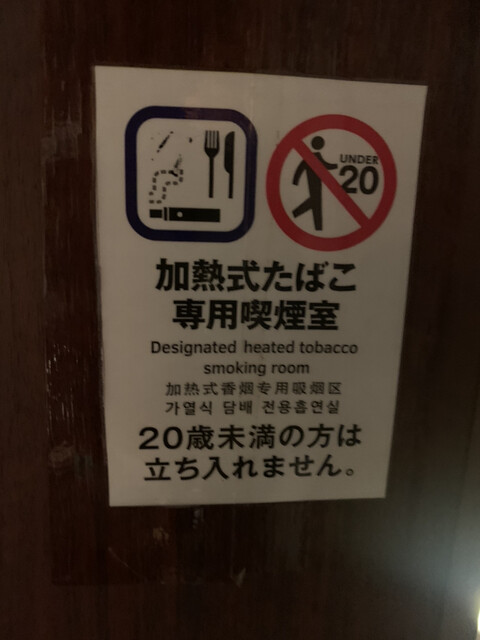 UNDER
20
加熱式たばこ
専用喫煙室
Designated heated tobacco
smoking room
加热式香烟专用吸烟区
가열식 담배 전용흡연실
20歳未満の方は
立ち入れません。